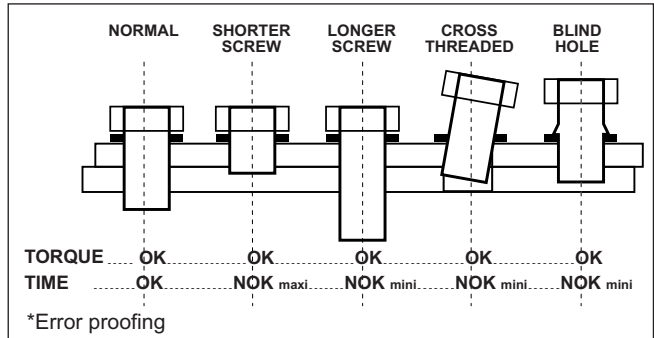 NORMAL SHORTER SCREW LONGER SCREW CROSS THREADED BLIND HOLE
TORQUE OK OK OK OK OK
TIME OK NOK maxi NOK mini NOK mini NOK mini
*Error proofing